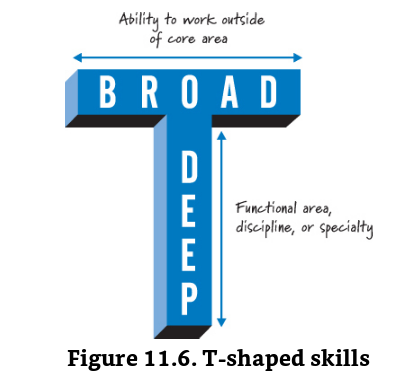 Ability to work outside
of core area
BROAD
DEEP
Functional area,
discipline, or specialty
Figure 11.6. T-shaped skills